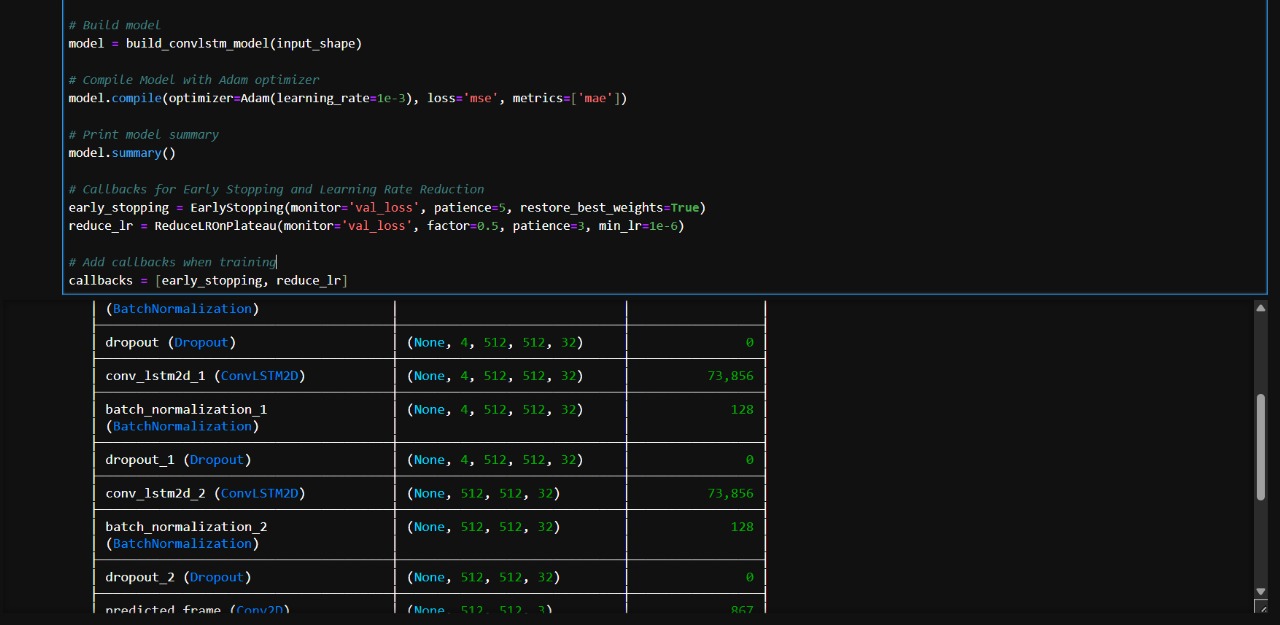 # Build model
model = build_convlstm_model(input_shape)
# Compile Model with Adam optimizer
model.compile(optimizer=Adam(learning_rate=1e-3), loss='mse', metrics=['mae'])
# Print model summary
model.summary()
# Callbacks for Early Stopping and Learning Rate Reduction
early_stopping = EarlyStopping(monitor='val_loss', patience=5, restore_best_weights=True)
reduce_lr = ReduceLROnPlateau(monitor='val_loss', factor=0.5, patience=3, min_lr=1e-6)
# Add callbacks when training
callbacks = [early_stopping, reduce_lr]
(BatchNormalization)
dropout (Dropout) (None, 4, 512, 512, 32) 0
conv_lstm2d_1 (ConvLSTM2D) (None, 4, 512, 512, 32) 73,856
batch_normalization_1 (None, 4, 512, 512, 32) 128
(BatchNormalization)
dropout_1 (Dropout) (None, 4, 512, 512, 32) 0
conv_lstm2d_2 (ConvLSTM2D) (None, 512, 512, 32) 73,856
batch_normalization_2 (None, 512, 512, 32) 128
(BatchNormalization)
dropout_2 (Dropout) (None, 512, 512, 32) 0
predicted_frame (Conv2D) (None, 512, 512, 3) 867